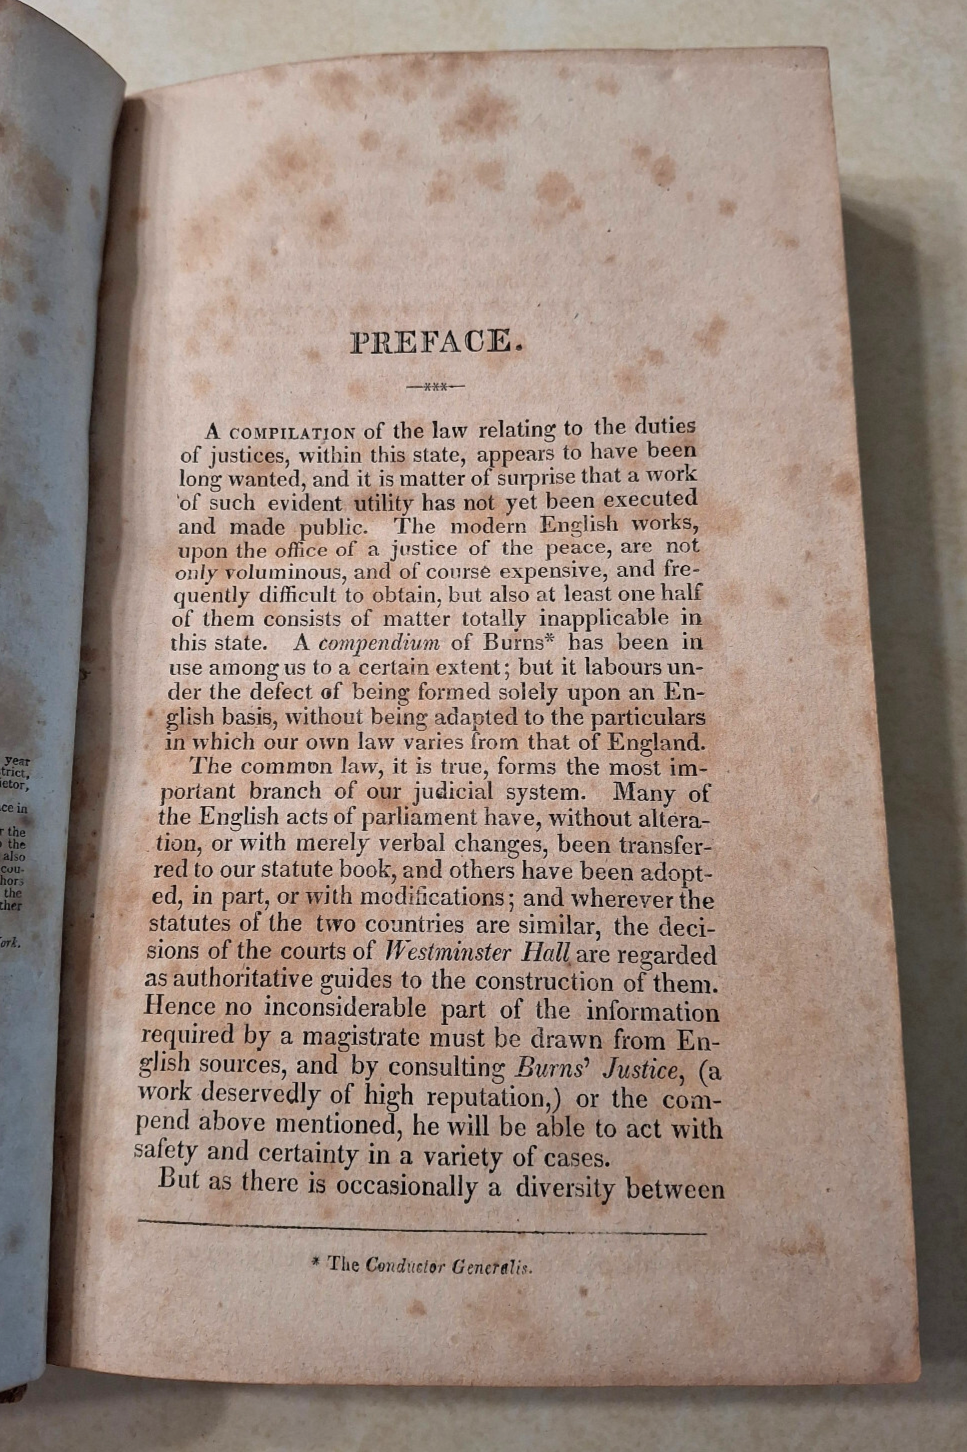 year
trict,
ietor,
ce in
r the
the
also
cou-
hors
the
ther
ork.
PREFACE.
—***—
A COMPILATION of the law relating to the duties
of justices, within this state, appears to have been
long wanted, and it is matter of surprise that a work
of such evident utility has not yet been executed
and made public. The modern English works,
upon the office of a justice of the peace, are not
only voluminous, and of course expensive, and fre-
quently difficult to obtain, but also at least one half
of them consists of matter totally inapplicable in
this state. A compendium of Burns* has been in
use among us to a certain extent; but it labours un-
der the defect of being formed solely upon an En-
glish basis, without being adapted to the particulars
in which our own law varies from that of England.
The common law, it is true, forms the most im-
portant branch of our judicial system. Many of
the English acts of parliament have, without altera-
tion, or with merely verbal changes, been transfer-
red to our statute book, and others have been adopt-
ed, in part, or with modifications; and wherever the
statutes of the two countries are similar, the deci-
sions of the courts of Westminster Hall are regarded
as authoritative guides to the construction of them.
Hence no inconsiderable part of the information
required by a magistrate must be drawn from En-
glish sources, and by consulting Burns' Justice, (a
work deservedly of high reputation,) or the com-
pend above mentioned, he will be able to act with
safety and certainty in a variety of cases.
But as there is occasionally a diversity between
* The Conductor Generalis.